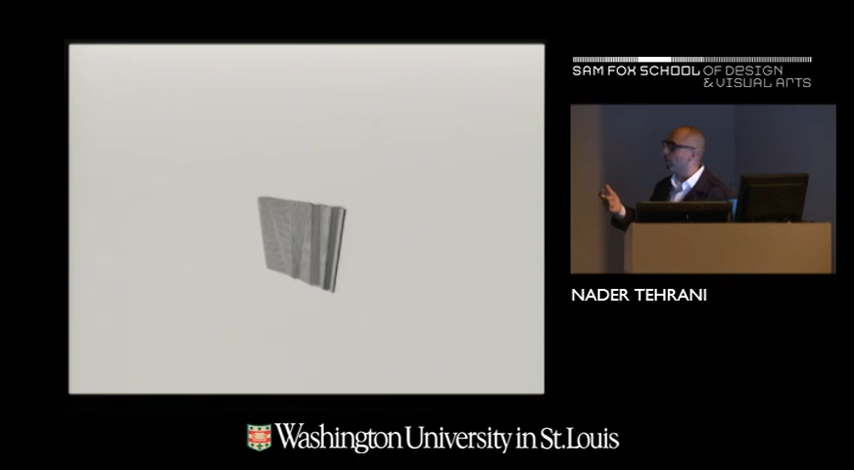 SAM FOX SCHOOL OF DESIGN
& VISUAL ARTS
NADER TEHRANI
Washington University in St. Louis